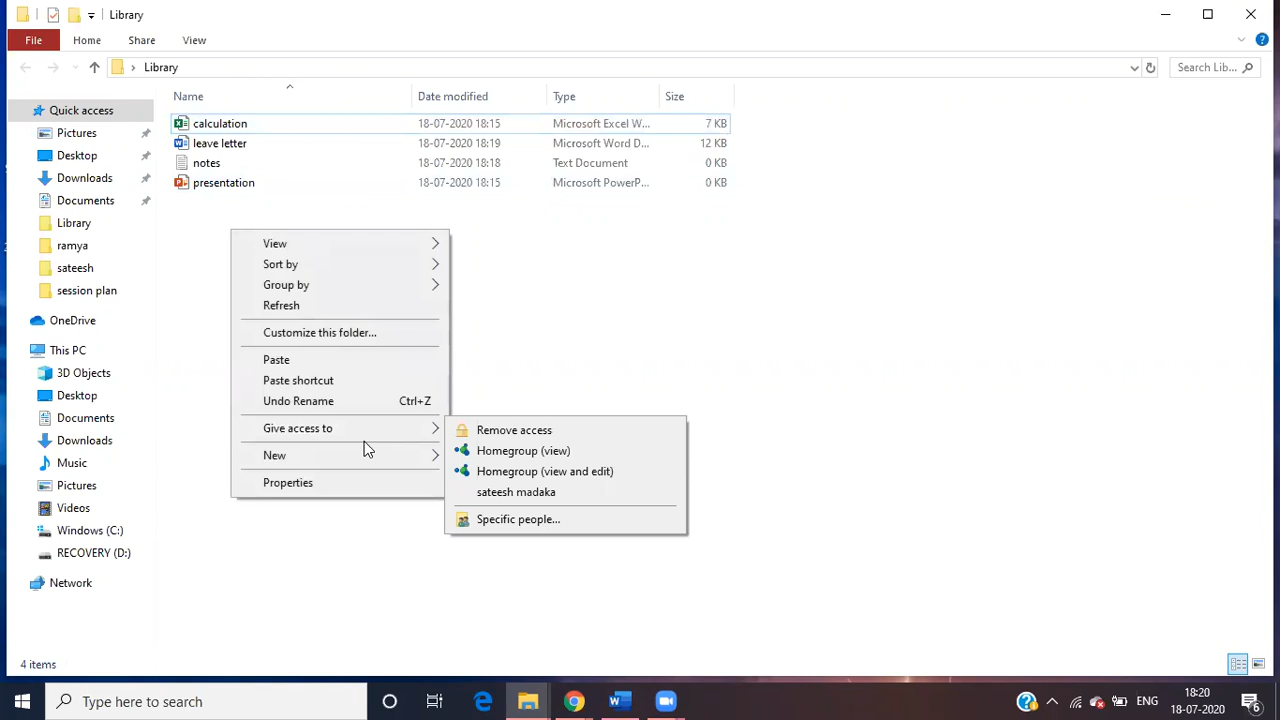 Library
File Home Share View
Library Search Lib...
Name Date modified Type Size
Quick access
Pictures
Desktop
Downloads
Documents
Library
ramya
sateesh
session plan
OneDrive
This PC
3D Objects
Desktop
Documents
Downloads
Music
Pictures
Videos
Windows (C:)
RECOVERY (D:)
Network
calculation 18-07-2020 18:15 Microsoft Excel W... 7 KB
leave letter 18-07-2020 18:19 Microsoft Word D... 12 KB
notes 18-07-2020 18:18 Text Document 0 KB
presentation 18-07-2020 18:15 Microsoft PowerP... 0 KB
View
Sort by
Group by
Refresh
Customize this folder...
Paste
Paste shortcut
Undo Rename Ctrl+Z
Give access to
New
Properties
Remove access
Homegroup (view)
Homegroup (view and edit)
sateesh madaka
Specific people...
4 items
Type here to search
ENG
18:20
18-07-2020
6